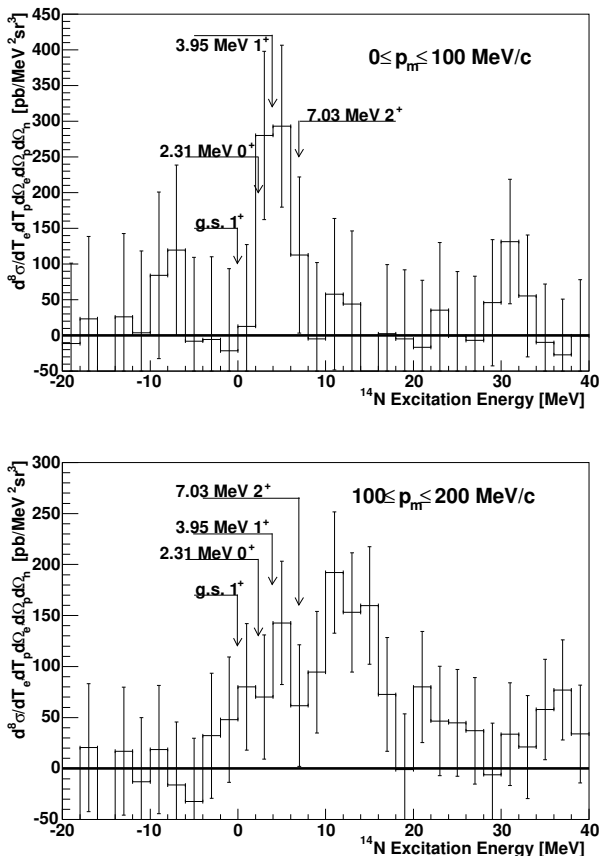 450
400
350
300
250
200
150
100
50
0
-50
d⁸σ/dTₑdTₚdΩₑdΩₚdΩₙ [pb/MeV²sr³]
3.95 MeV 1⁺
0≤ pₘ≤ 100 MeV/c
7.03 MeV 2⁺
2.31 MeV 0⁺
g.s. 1⁺
-20 -10 0 10 20 30 40
¹⁴N Excitation Energy [MeV]
300
250
200
150
100
50
0
-50
d⁸σ/dTₑdTₚdΩₑdΩₚdΩₙ [pb/MeV²sr³]
7.03 MeV 2⁺
100≤ pₘ≤ 200 MeV/c
3.95 MeV 1⁺
2.31 MeV 0⁺
g.s. 1⁺
-20 -10 0 10 20 30 40
¹⁴N Excitation Energy [MeV]